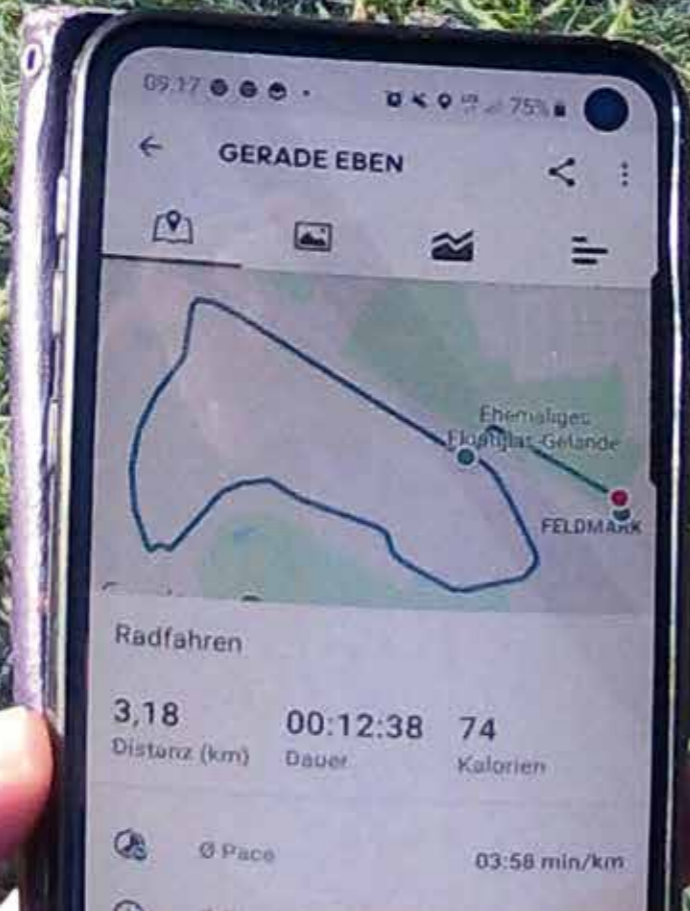 09.17 75%
GERADE EBEN
Ehemaliges
Flachglas-Gelände
FELDMARK
Radfahren
3,18 00:12:38 74
Distanz (km) Dauer Kalorien
Ø Pace 03:58 min/km